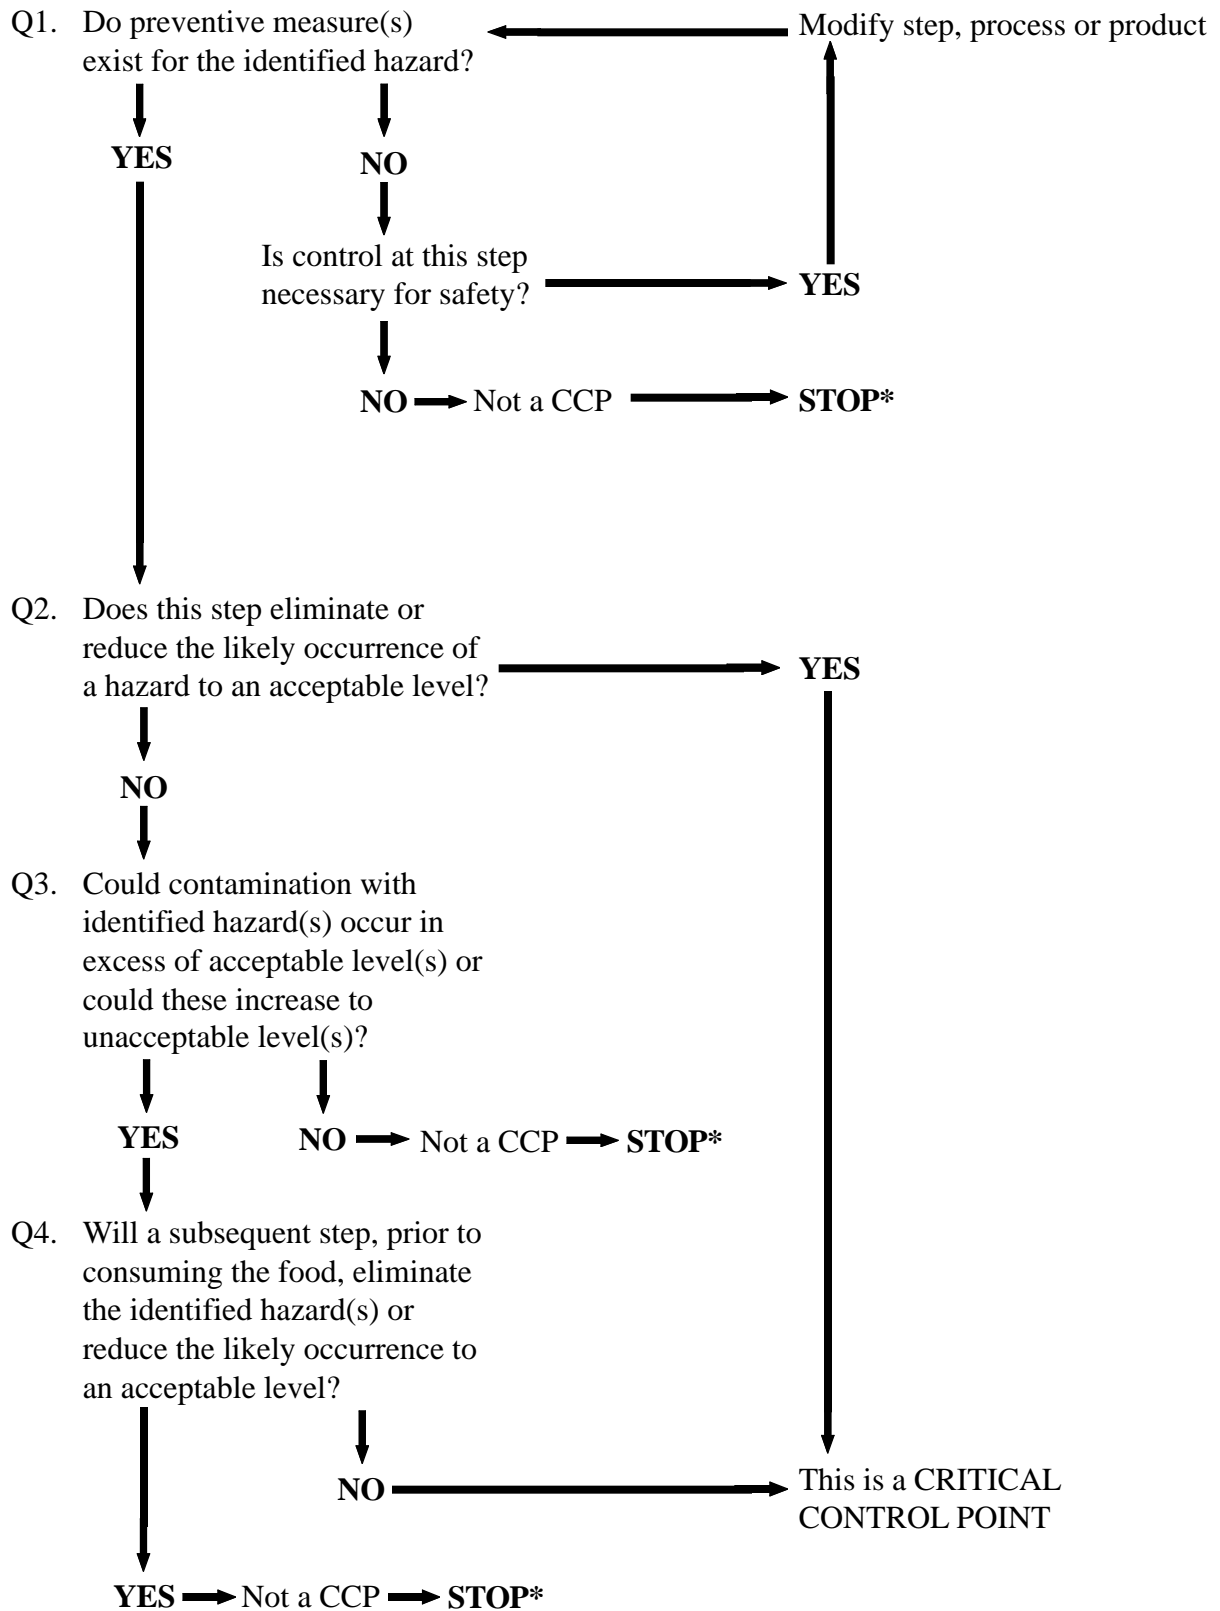 Q1. Do preventive measure(s)
exist for the identified hazard?
Modify step, process or product
YES
NO
Is control at this step
necessary for safety?
YES
NO
Not a CCP
STOP*
Q2. Does this step eliminate or
reduce the likely occurrence of
a hazard to an acceptable level?
YES
NO
Q3. Could contamination with
identified hazard(s) occur in
excess of acceptable level(s) or
could these increase to
unacceptable level(s)?
YES
NO
Not a CCP
STOP*
Q4. Will a subsequent step, prior to
consuming the food, eliminate
the identified hazard(s) or
reduce the likely occurrence to
an acceptable level?
NO
This is a CRITICAL
CONTROL POINT
YES
Not a CCP
STOP*